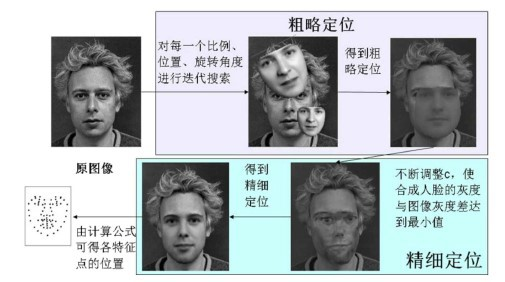 粗略定位
对每一个比例、
位置、旋转角度
进行迭代搜索
得到粗
略定位
原图像
得到
精细
定位
不断调整c，使
合成人脸的灰度
与图像灰度差达
到最小值
由计算公式
可得各特征
点的位置
精细定位